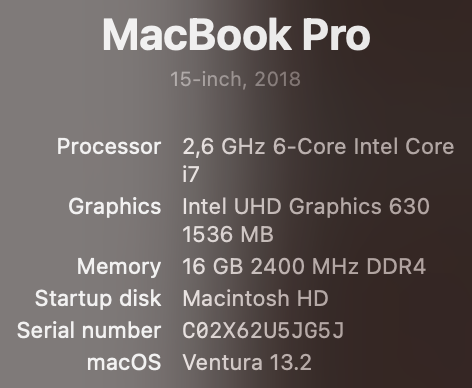 MacBook Pro
15-inch, 2018
Processor 2,6 GHz 6-Core Intel Core
i7
Graphics Intel UHD Graphics 630
1536 MB
Memory 16 GB 2400 MHz DDR4
Startup disk Macintosh HD
Serial number C02X62U5JG5J
macOS Ventura 13.2